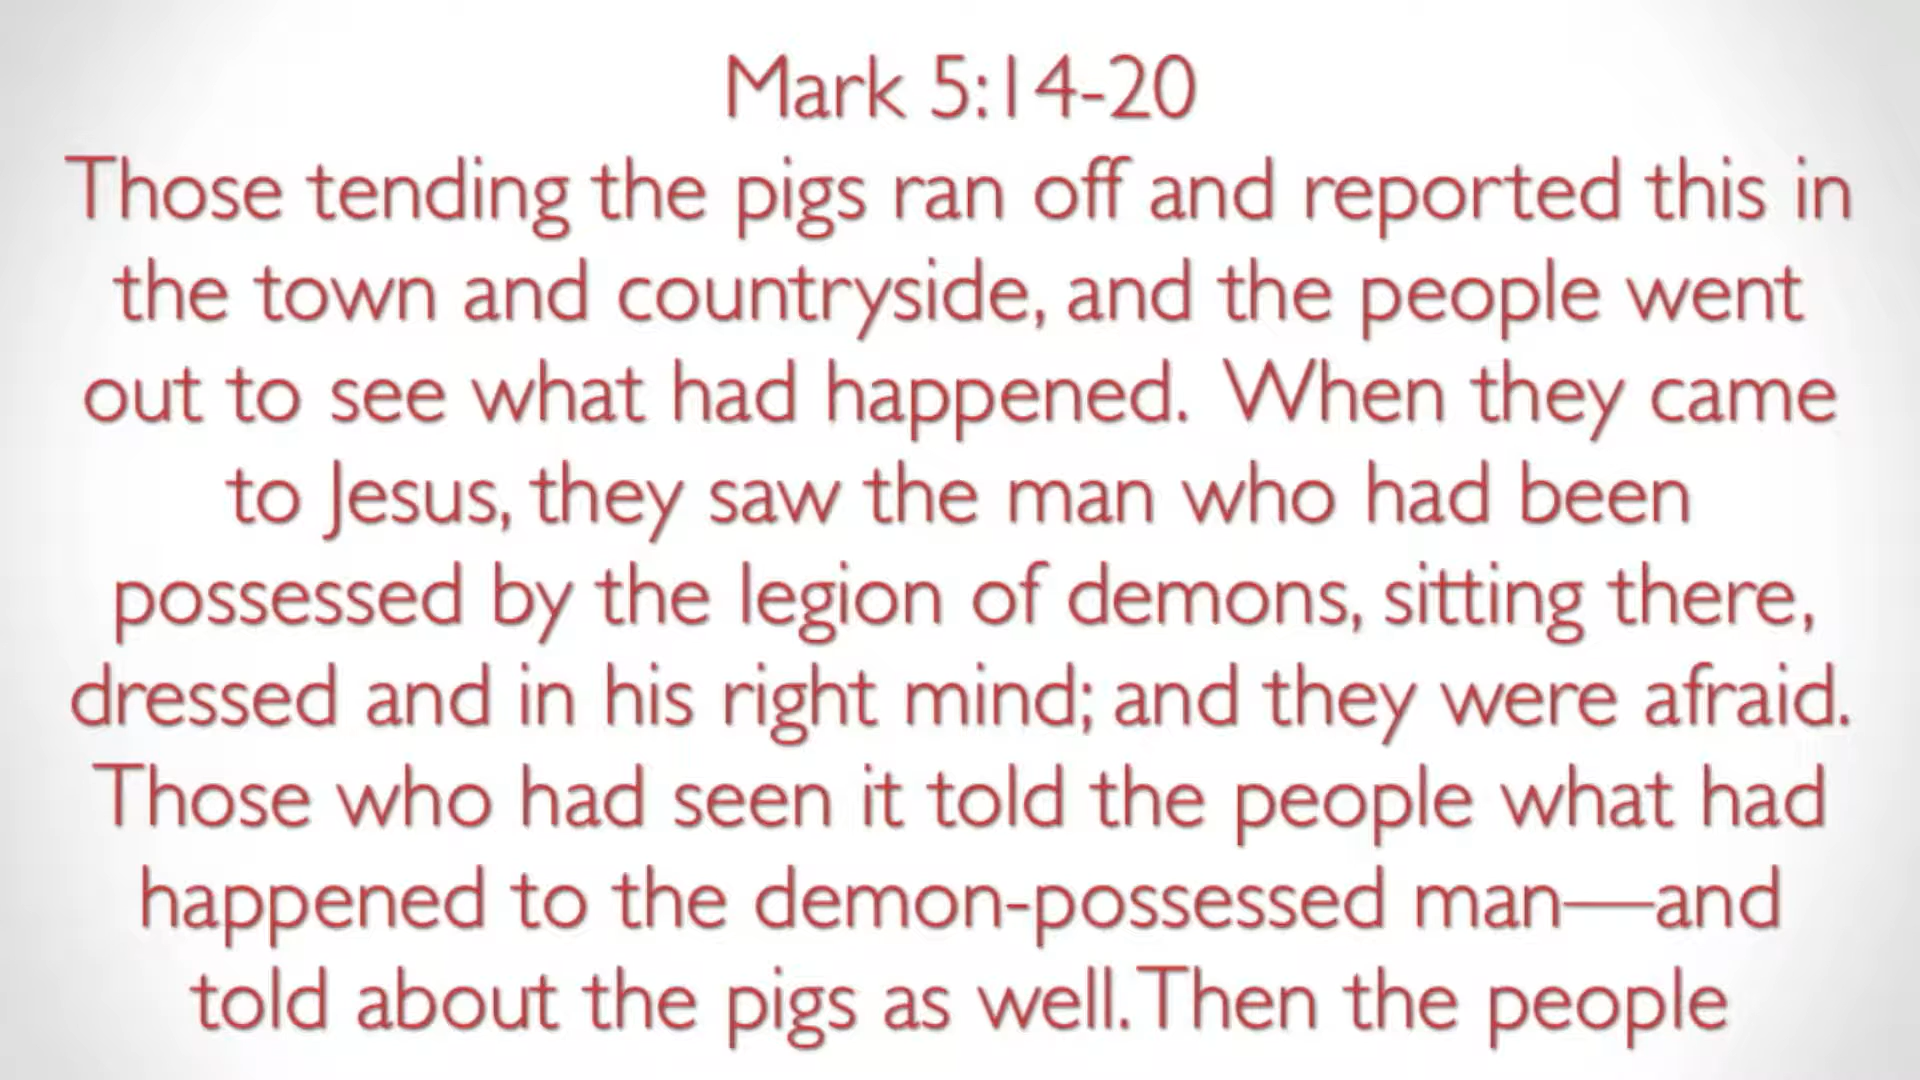 Mark 5:14-20
Those tending the pigs ran off and reported this in
the town and countryside, and the people went
out to see what had happened.  When they came
to Jesus, they saw the man who had been
possessed by the legion of demons, sitting there,
dressed and in his right mind; and they were afraid.
Those who had seen it told the people what had
happened to the demon-possessed man—and
told about the pigs as well. Then the people